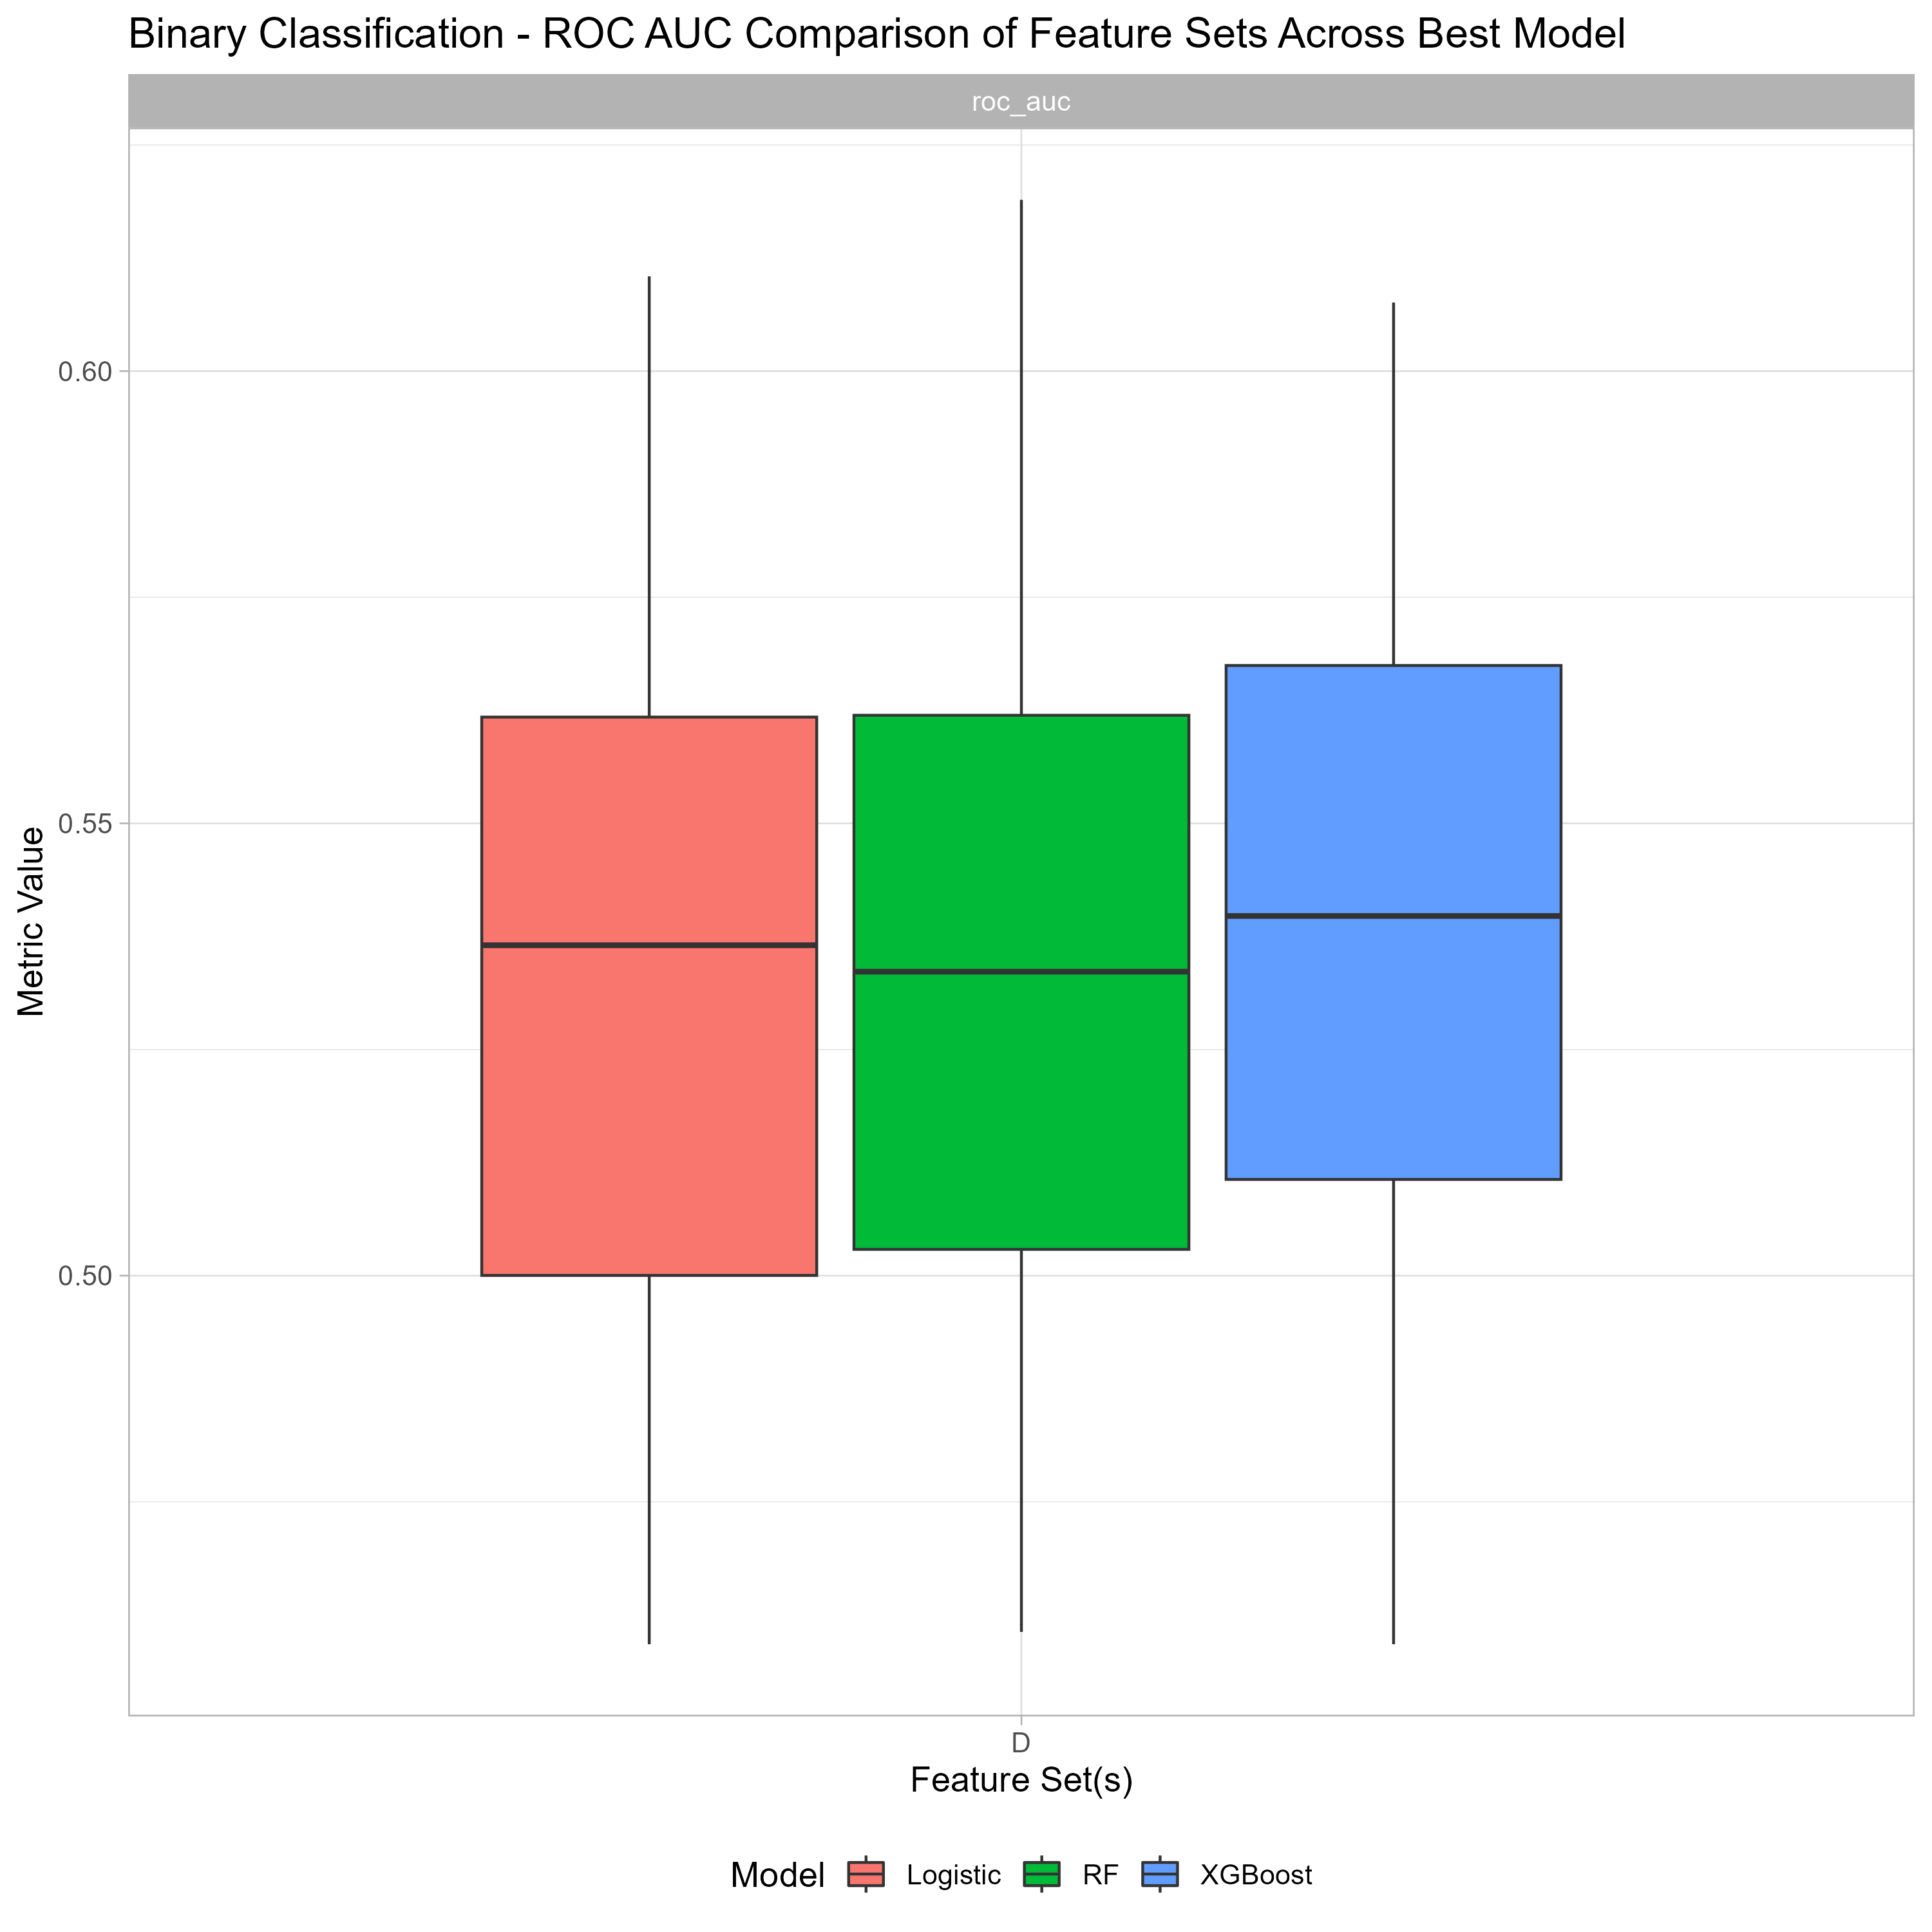 Binary Classification - ROC AUC Comparison of Feature Sets Across Best Model
roc_auc
0.60
0.55
0.50
Metric Value
D
Feature Set(s)
Model Logistic RF XGBoost